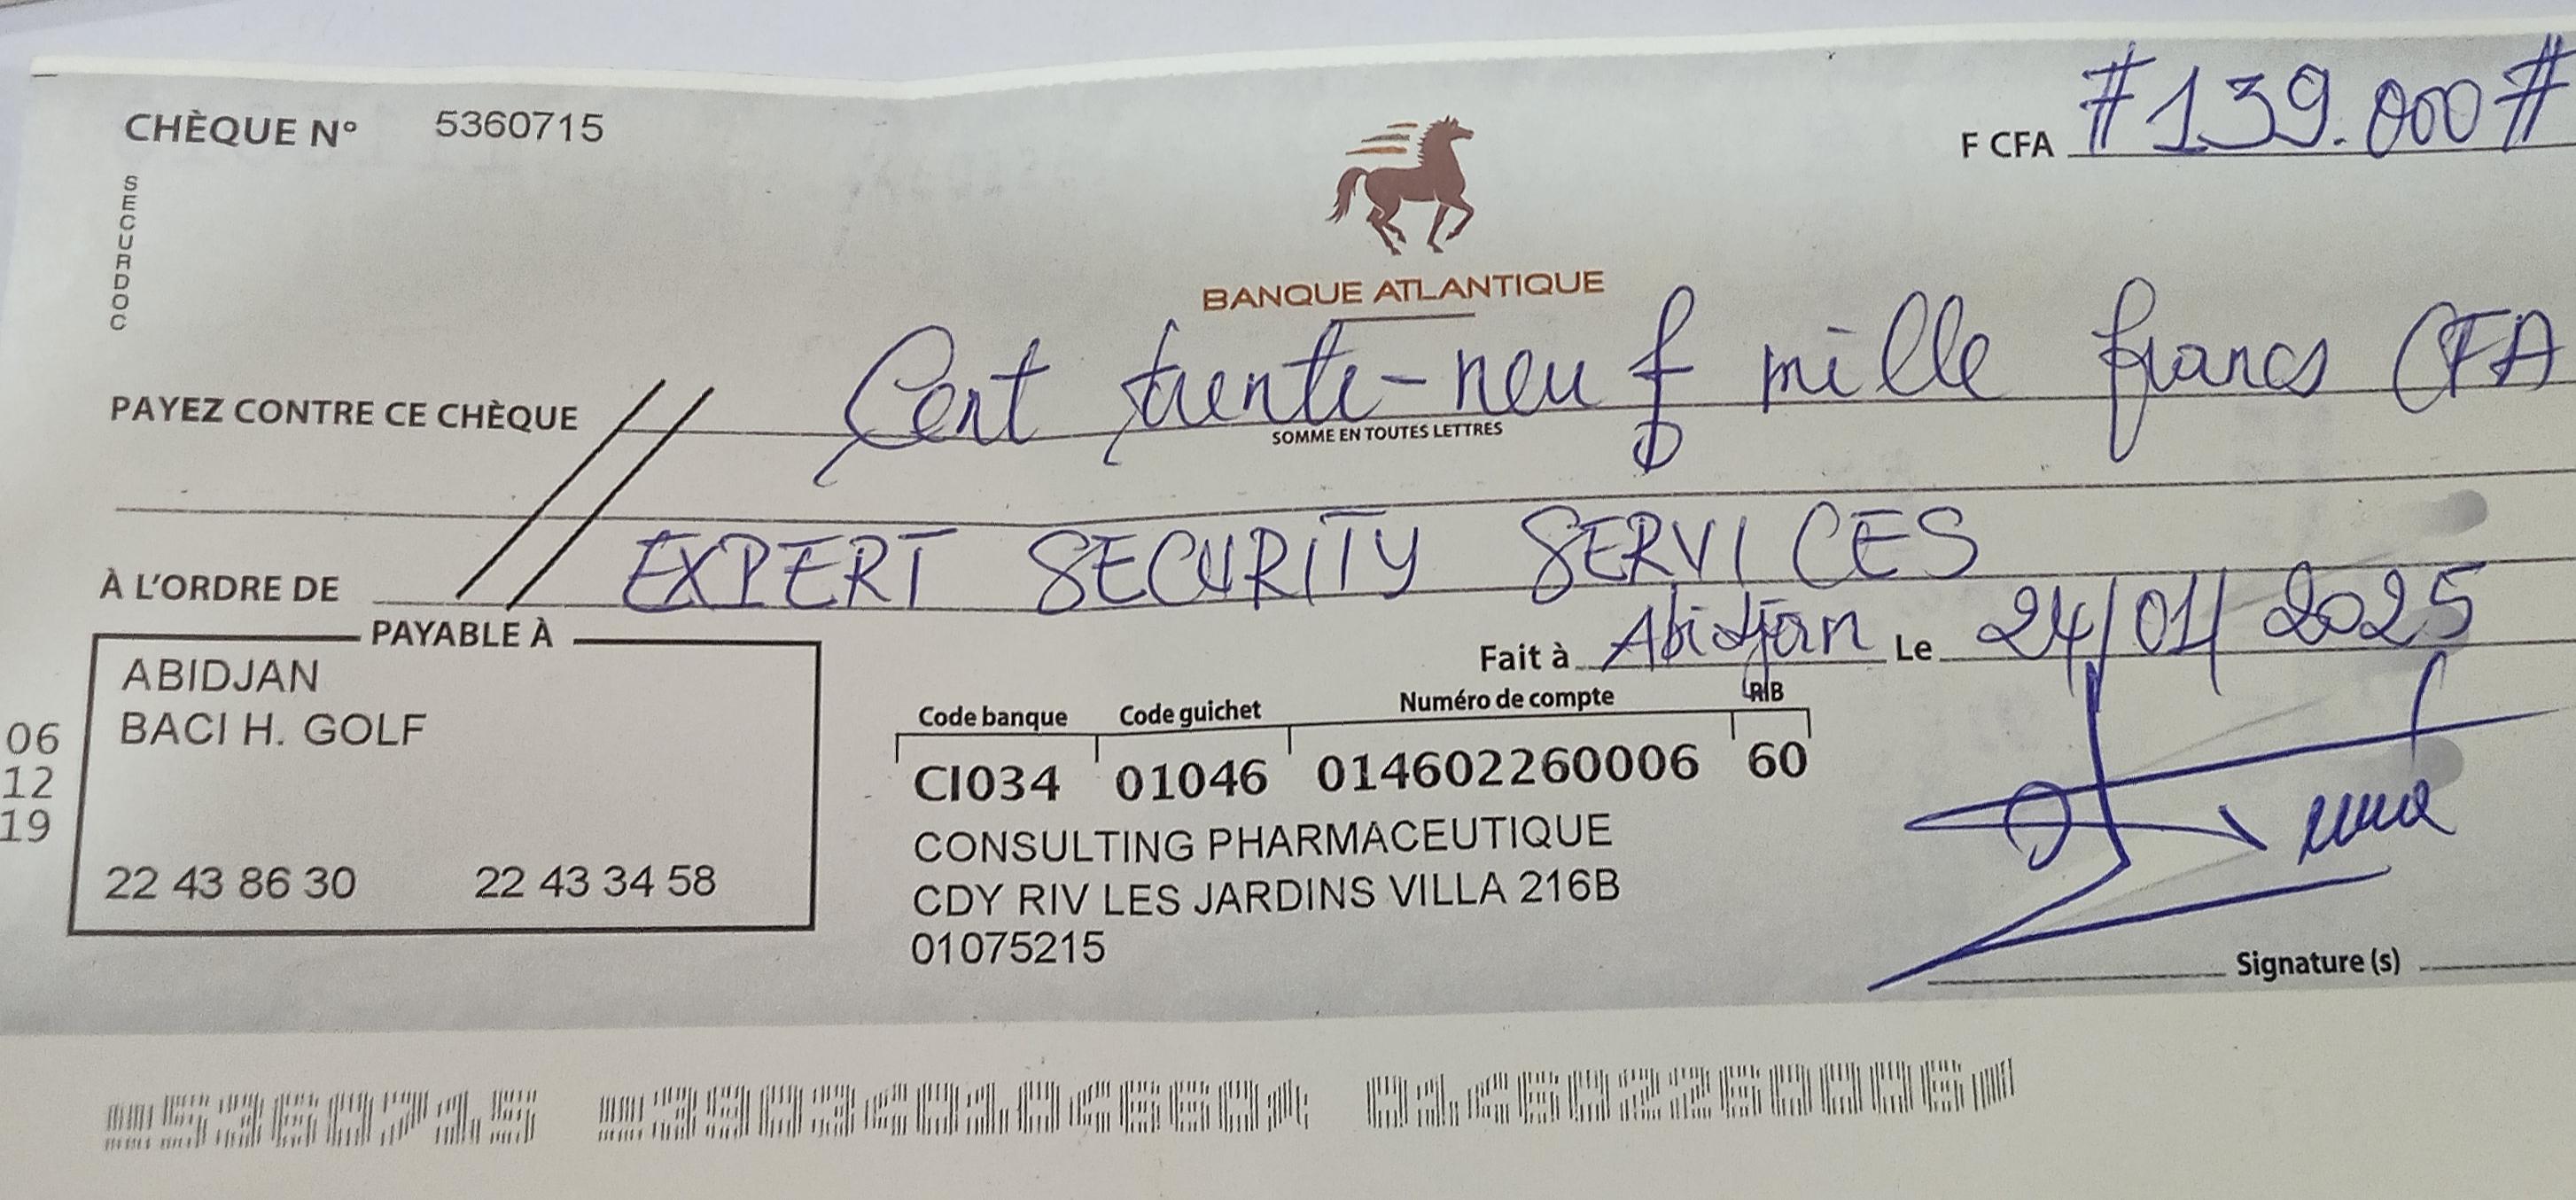 CHÈQUE N° 5360715
F CFA #139.000#
SECURDOC
BANQUE ATLANTIQUE
PAYEZ CONTRE CE CHÈQUE Cent trente-neuf mille francs CFA
SOMME EN TOUTES LETTRES
À L'ORDRE DE EXPERT SECURITY SERVICES
Fait à Abidjan Le 24/01/2025
PAYABLE À
ABIDJAN
BACI H. GOLF
22 43 86 30 22 43 34 58
06
12
19
Code banque Code guichet Numéro de compte RIB
CI034 01046 014602260006 60
CONSULTING PHARMACEUTIQUE
CDY RIV LES JARDINS VILLA 216B
01075215
Signature (s)
5360715 39034010466 014602260006